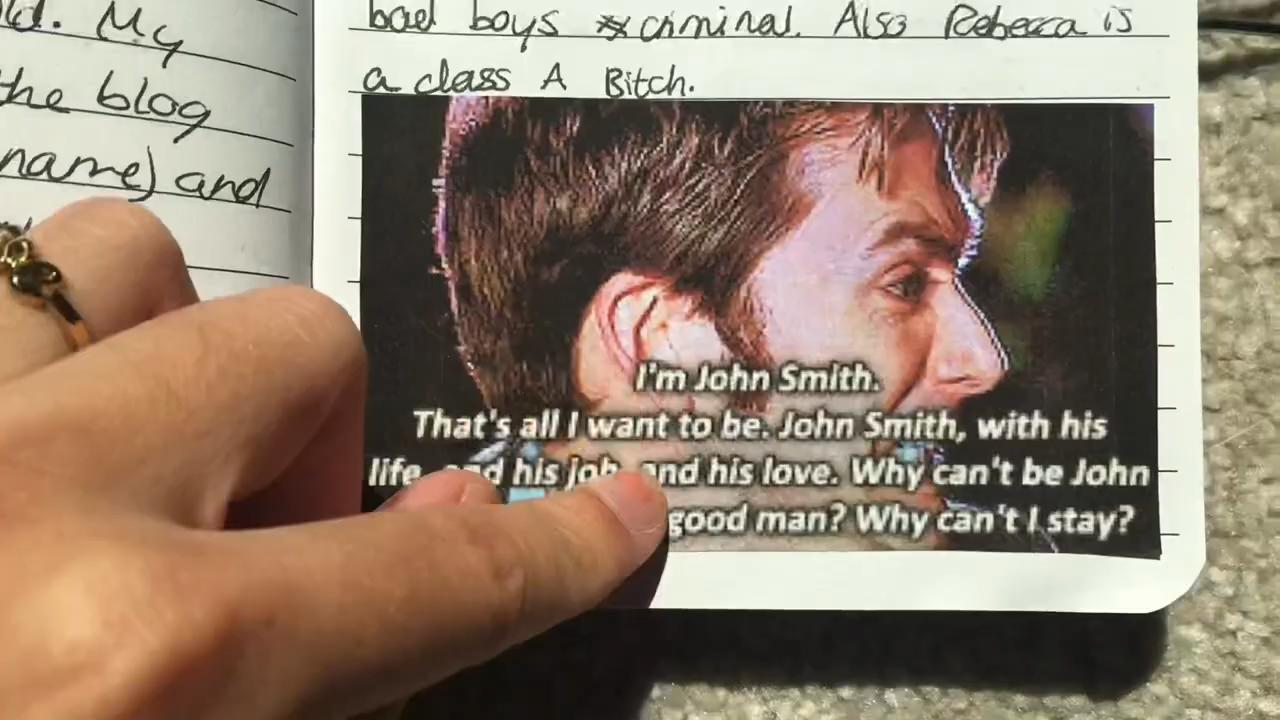 My
the blog
name) and
bad boys criminal. Also Rebecca is
a class A Bitch.
I'm John Smith.
That's all I want to be. John Smith, with his
life, and his job, and his love. Why can't be John
good man? Why can't I stay?